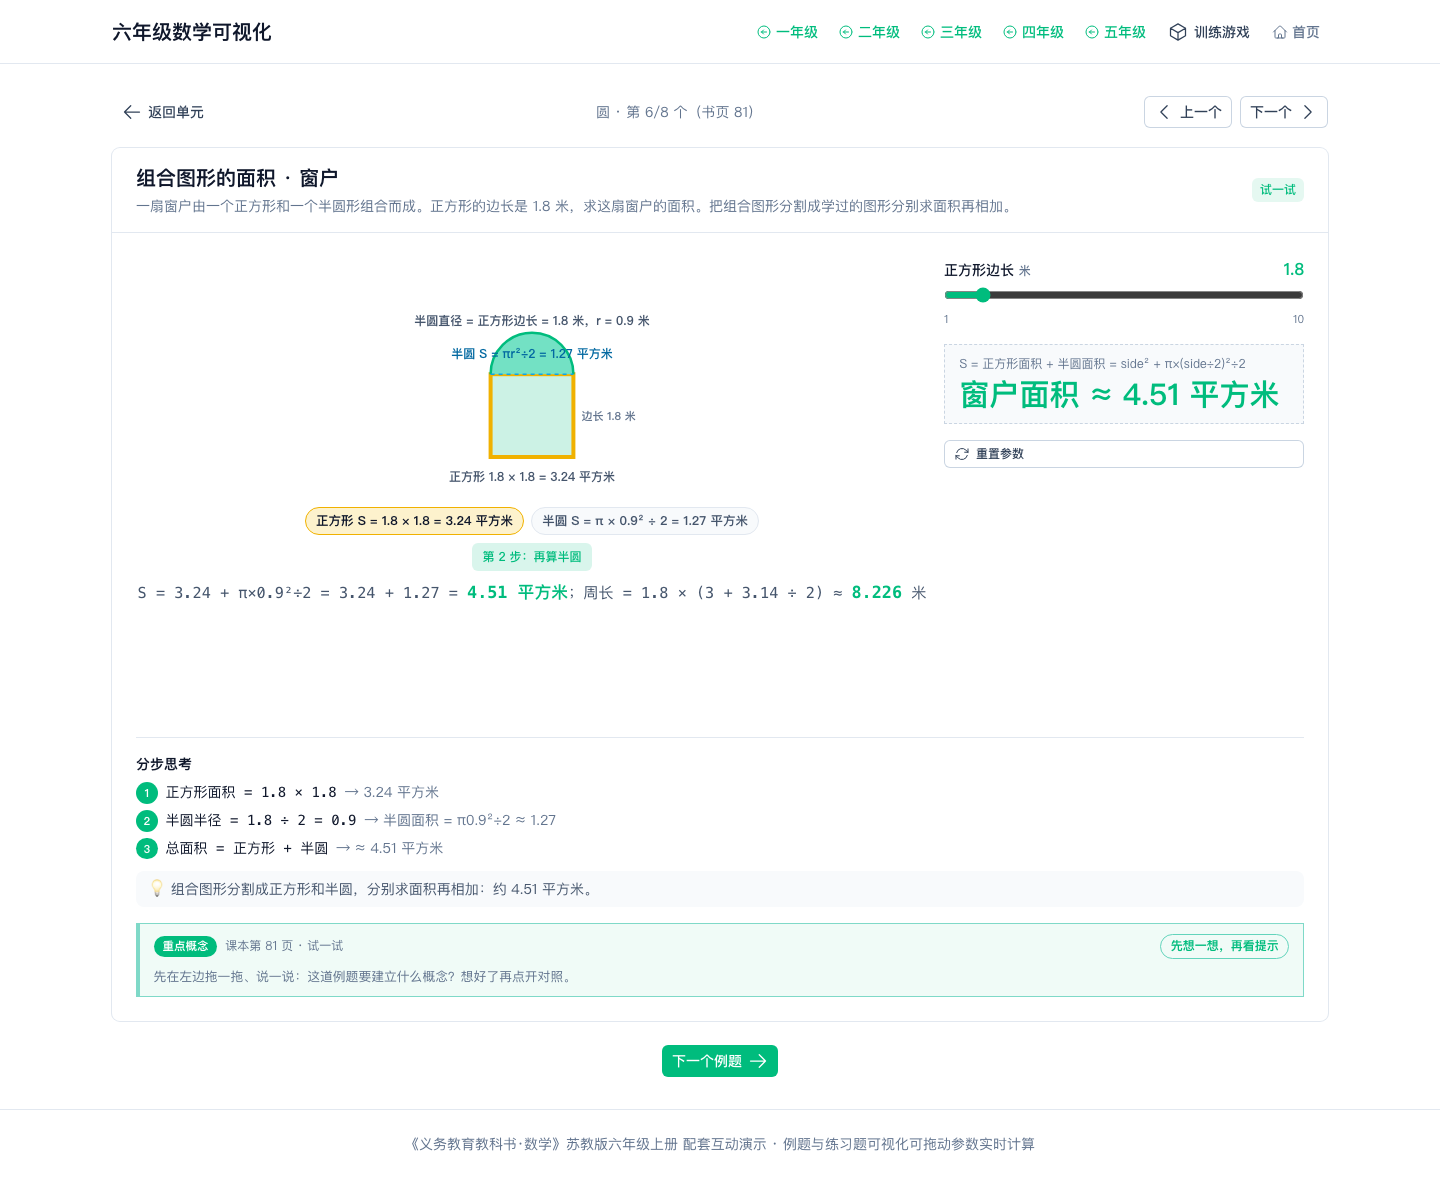 六年级数学可视化
一年级 二年级 三年级 四年级 五年级 训练游戏 首页
返回单元 圆 · 第 6/8 个（书页 81） 上一个 下一个
组合图形的面积 · 窗户
一扇窗户由一个正方形和一个半圆形组合而成。正方形的边长是 1.8 米，求这扇窗户的面积。把组合图形分割成学过的图形分别求面积再相加。
试一试
半圆直径 = 正方形边长 = 1.8 米，r = 0.9 米
半圆 S = πr²÷2 = 1.27 平方米
边长 1.8 米
正方形 1.8 × 1.8 = 3.24 平方米
正方形 S = 1.8 × 1.8 = 3.24 平方米 半圆 S = π × 0.9² ÷ 2 = 1.27 平方米
第 2 步：再算半圆
S = 3.24 + π×0.9²÷2 = 3.24 + 1.27 = 4.51 平方米；周长 = 1.8 × (3 + 3.14 ÷ 2) ≈ 8.226 米
正方形边长 米 1.8
1 10
S = 正方形面积 + 半圆面积 = side² + π×(side÷2)²÷2
窗户面积 ≈ 4.51 平方米
重置参数
分步思考
1 正方形面积 = 1.8 × 1.8 → 3.24 平方米
2 半圆半径 = 1.8 ÷ 2 = 0.9 → 半圆面积 = π0.9²÷2 ≈ 1.27
3 总面积 = 正方形 + 半圆 → ≈ 4.51 平方米
💡 组合图形分割成正方形和半圆，分别求面积再相加：约 4.51 平方米。
重点概念 课本第 81 页 · 试一试 先想一想，再看提示
先在左边拖一拖、说一说：这道例题要建立什么概念？想好了再点开对照。
下一个例题
《义务教育教科书·数学》苏教版六年级上册 配套互动演示 · 例题与练习题可视化可拖动参数实时计算